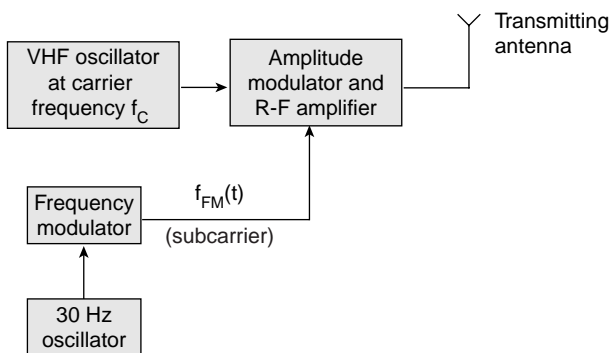 Transmitting
antenna
VHF oscillator
at carrier
frequency f_C
Amplitude
modulator and
R-F amplifier
Frequency
modulator
f_FM(t)
(subcarrier)
30 Hz
oscillator